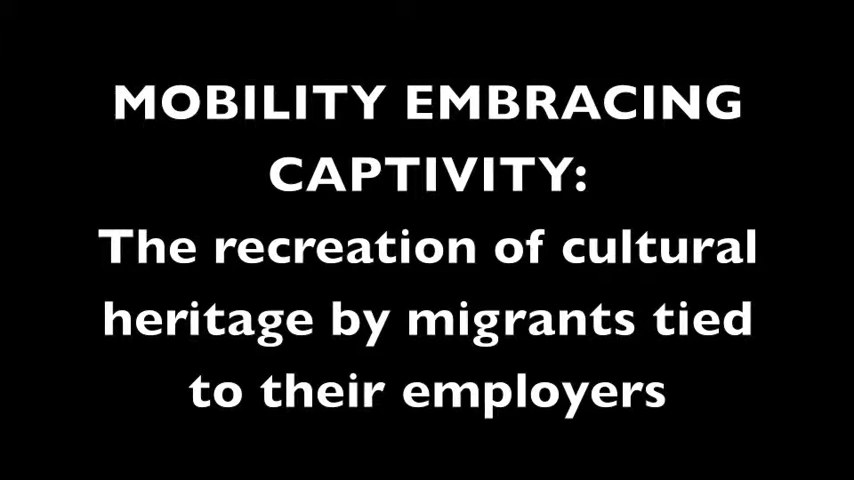 MOBILITY EMBRACING
CAPTIVITY:
The recreation of cultural
heritage by migrants tied
to their employers